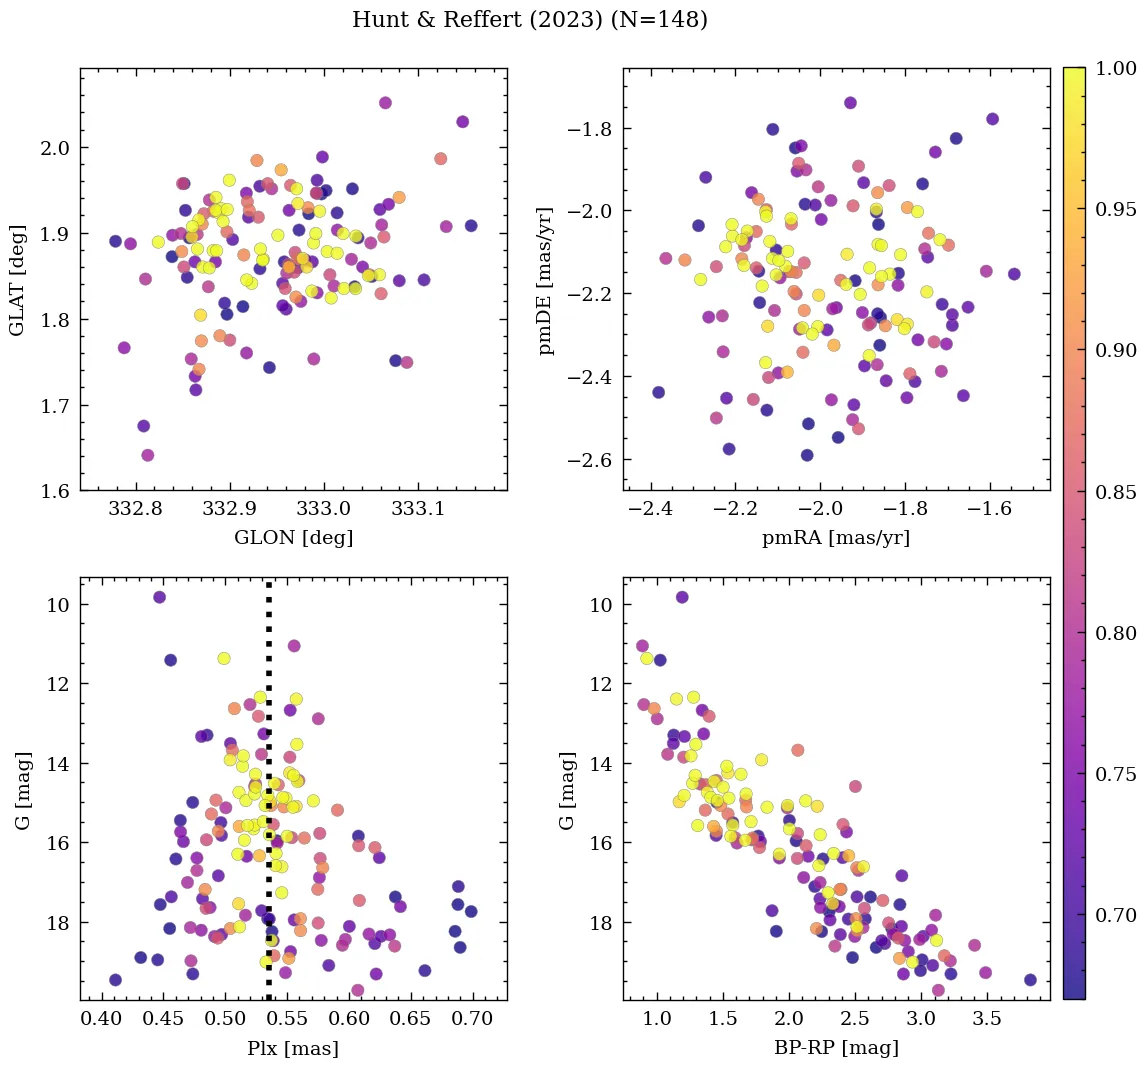 Hunt & Reffert (2023) (N=148)
2.0
1.9
1.8
1.7
1.6
GLAT [deg]
332.8 332.9 333.0 333.1
GLON [deg]
−1.8
−2.0
−2.2
−2.4
−2.6
pmDE [mas/yr]
−2.4 −2.2 −2.0 −1.8 −1.6
pmRA [mas/yr]
10
12
14
16
18
G [mag]
0.40 0.45 0.50 0.55 0.60 0.65 0.70
Plx [mas]
10
12
14
16
18
G [mag]
1.0 1.5 2.0 2.5 3.0 3.5
BP-RP [mag]
1.00
0.95
0.90
0.85
0.80
0.75
0.70